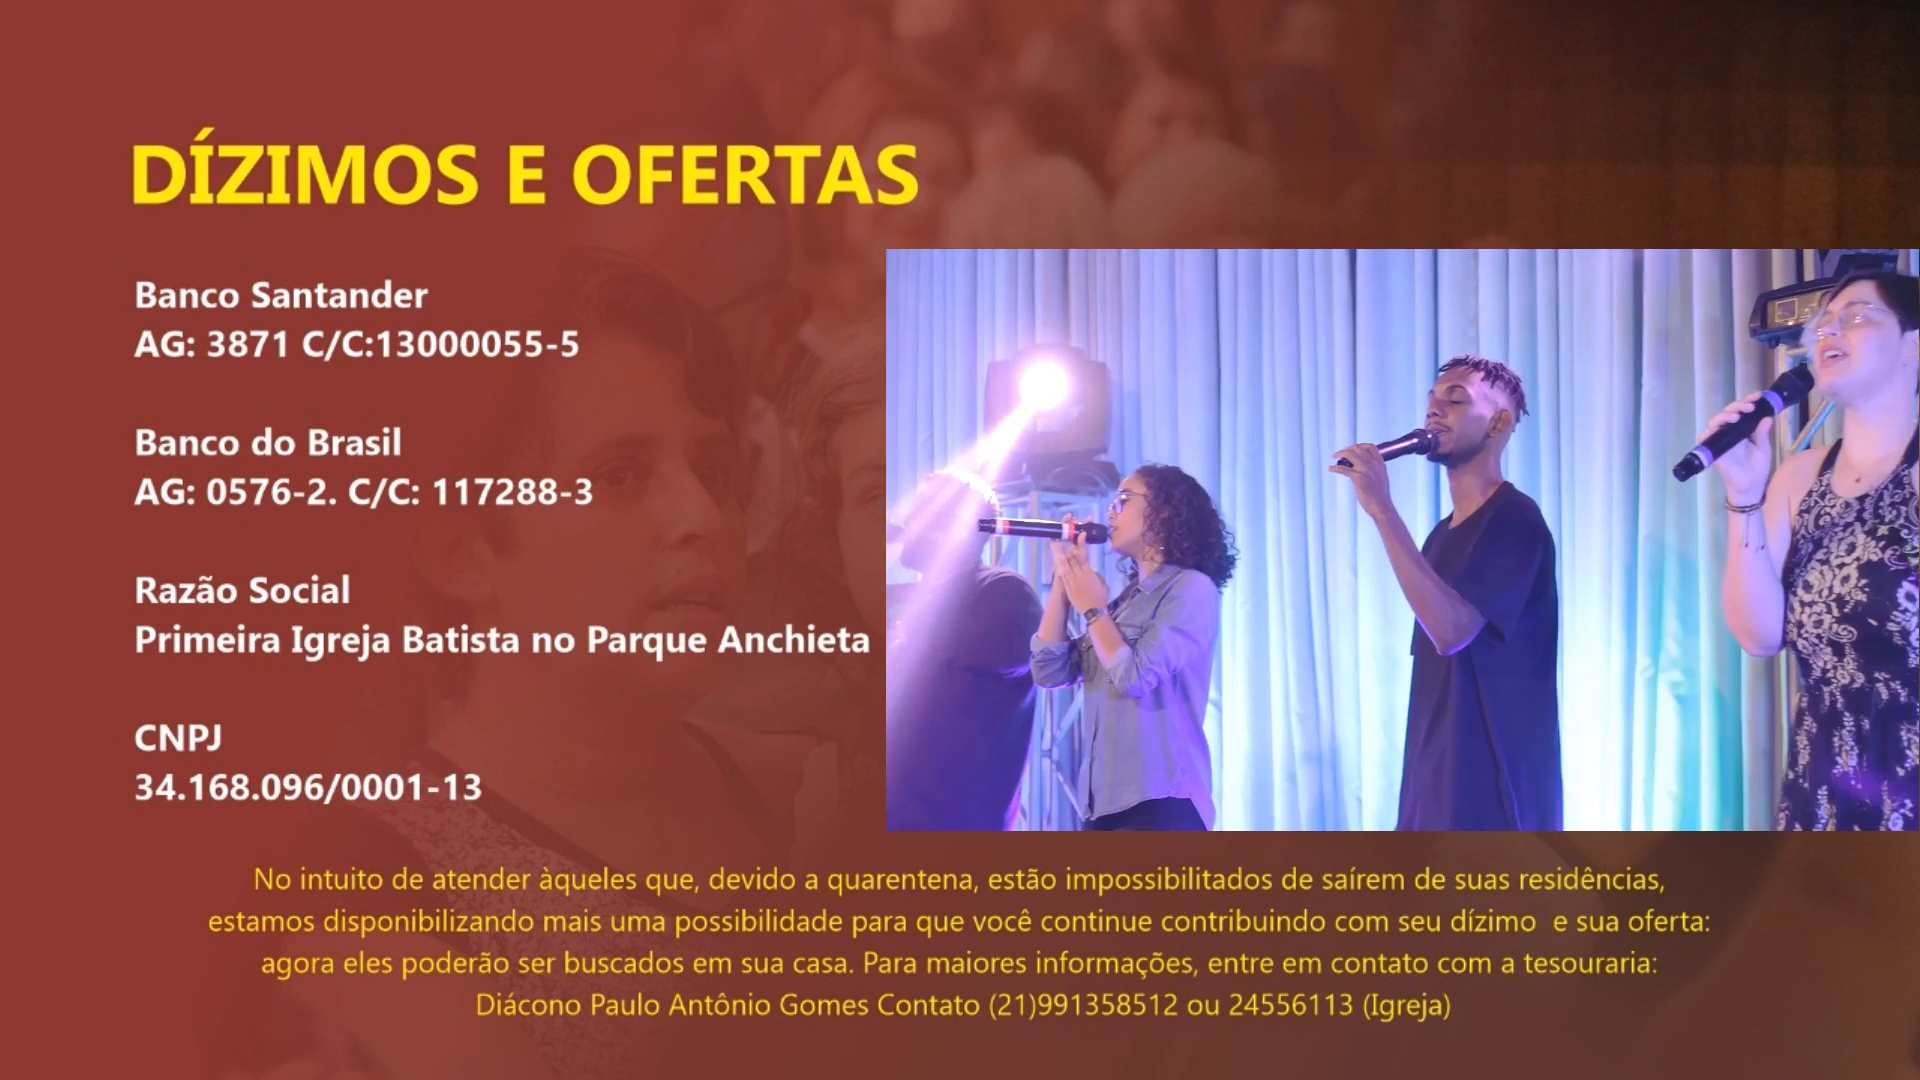 DÍZIMOS E OFERTAS
Banco Santander
AG: 3871 C/C:13000055-5
Banco do Brasil
AG: 0576-2. C/C: 117288-3
Razão Social
Primeira Igreja Batista no Parque Anchieta
CNPJ
34.168.096/0001-13
No intuito de atender àqueles que, devido a quarentena, estão impossibilitados de saírem de suas residências,
estamos disponibilizando mais uma possibilidade para que você continue contribuindo com seu dízimo  e sua oferta:
agora eles poderão ser buscados em sua casa. Para maiores informações, entre em contato com a tesouraria:
Diácono Paulo Antônio Gomes Contato (21)991358512 ou 24556113 (Igreja)